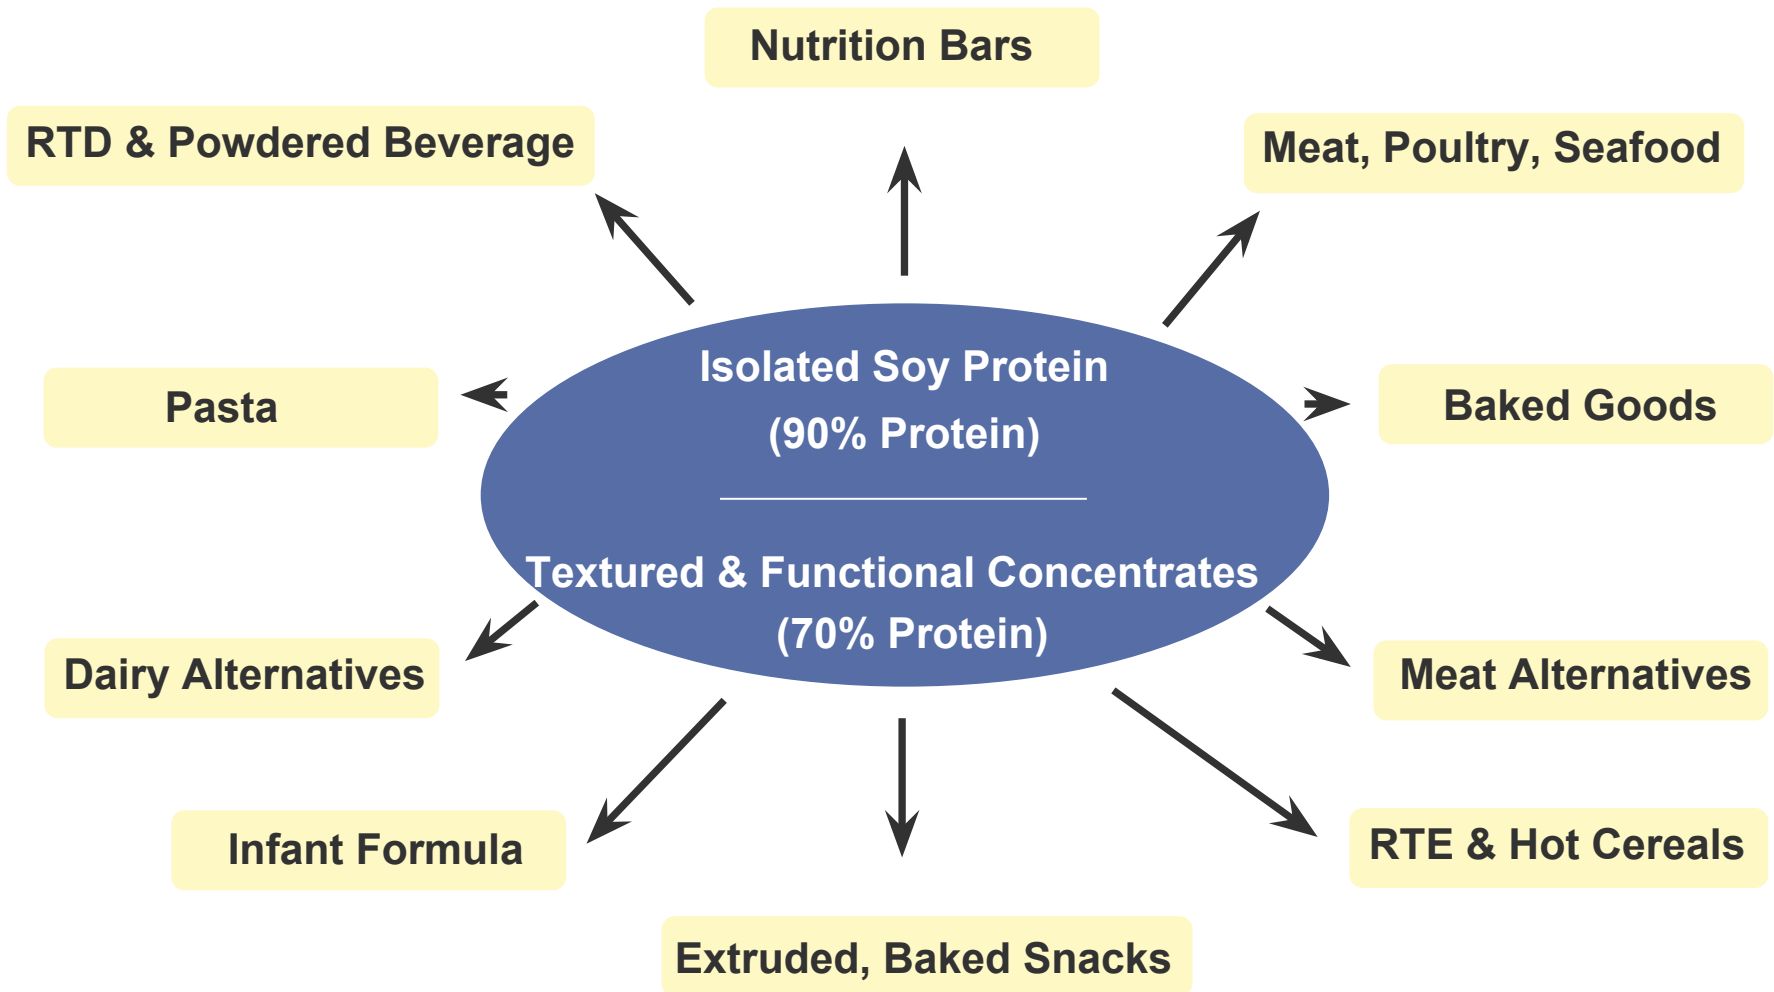 Nutrition Bars
RTD & Powdered Beverage
Meat, Poultry, Seafood
Isolated Soy Protein
(90% Protein)
Pasta
Baked Goods
Textured & Functional Concentrates
(70% Protein)
Dairy Alternatives
Meat Alternatives
Infant Formula
RTE & Hot Cereals
Extruded, Baked Snacks